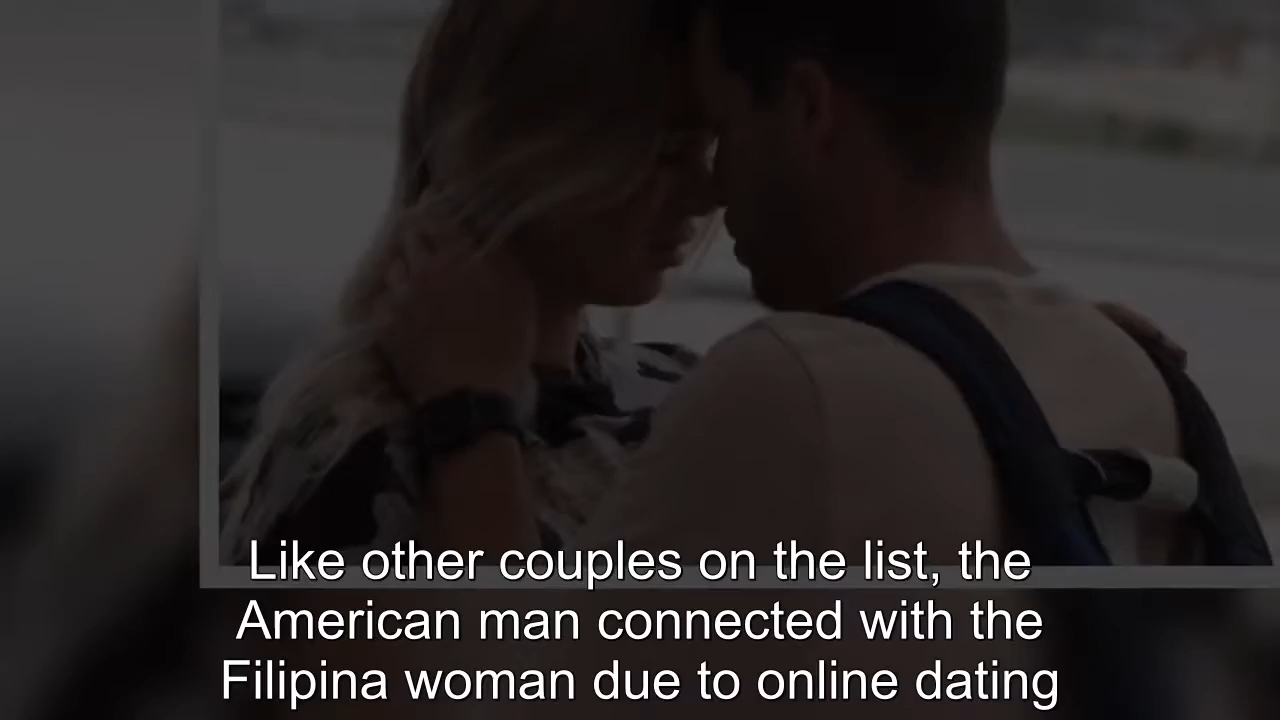 Like other couples on the list, the
American man connected with the
Filipina woman due to online dating